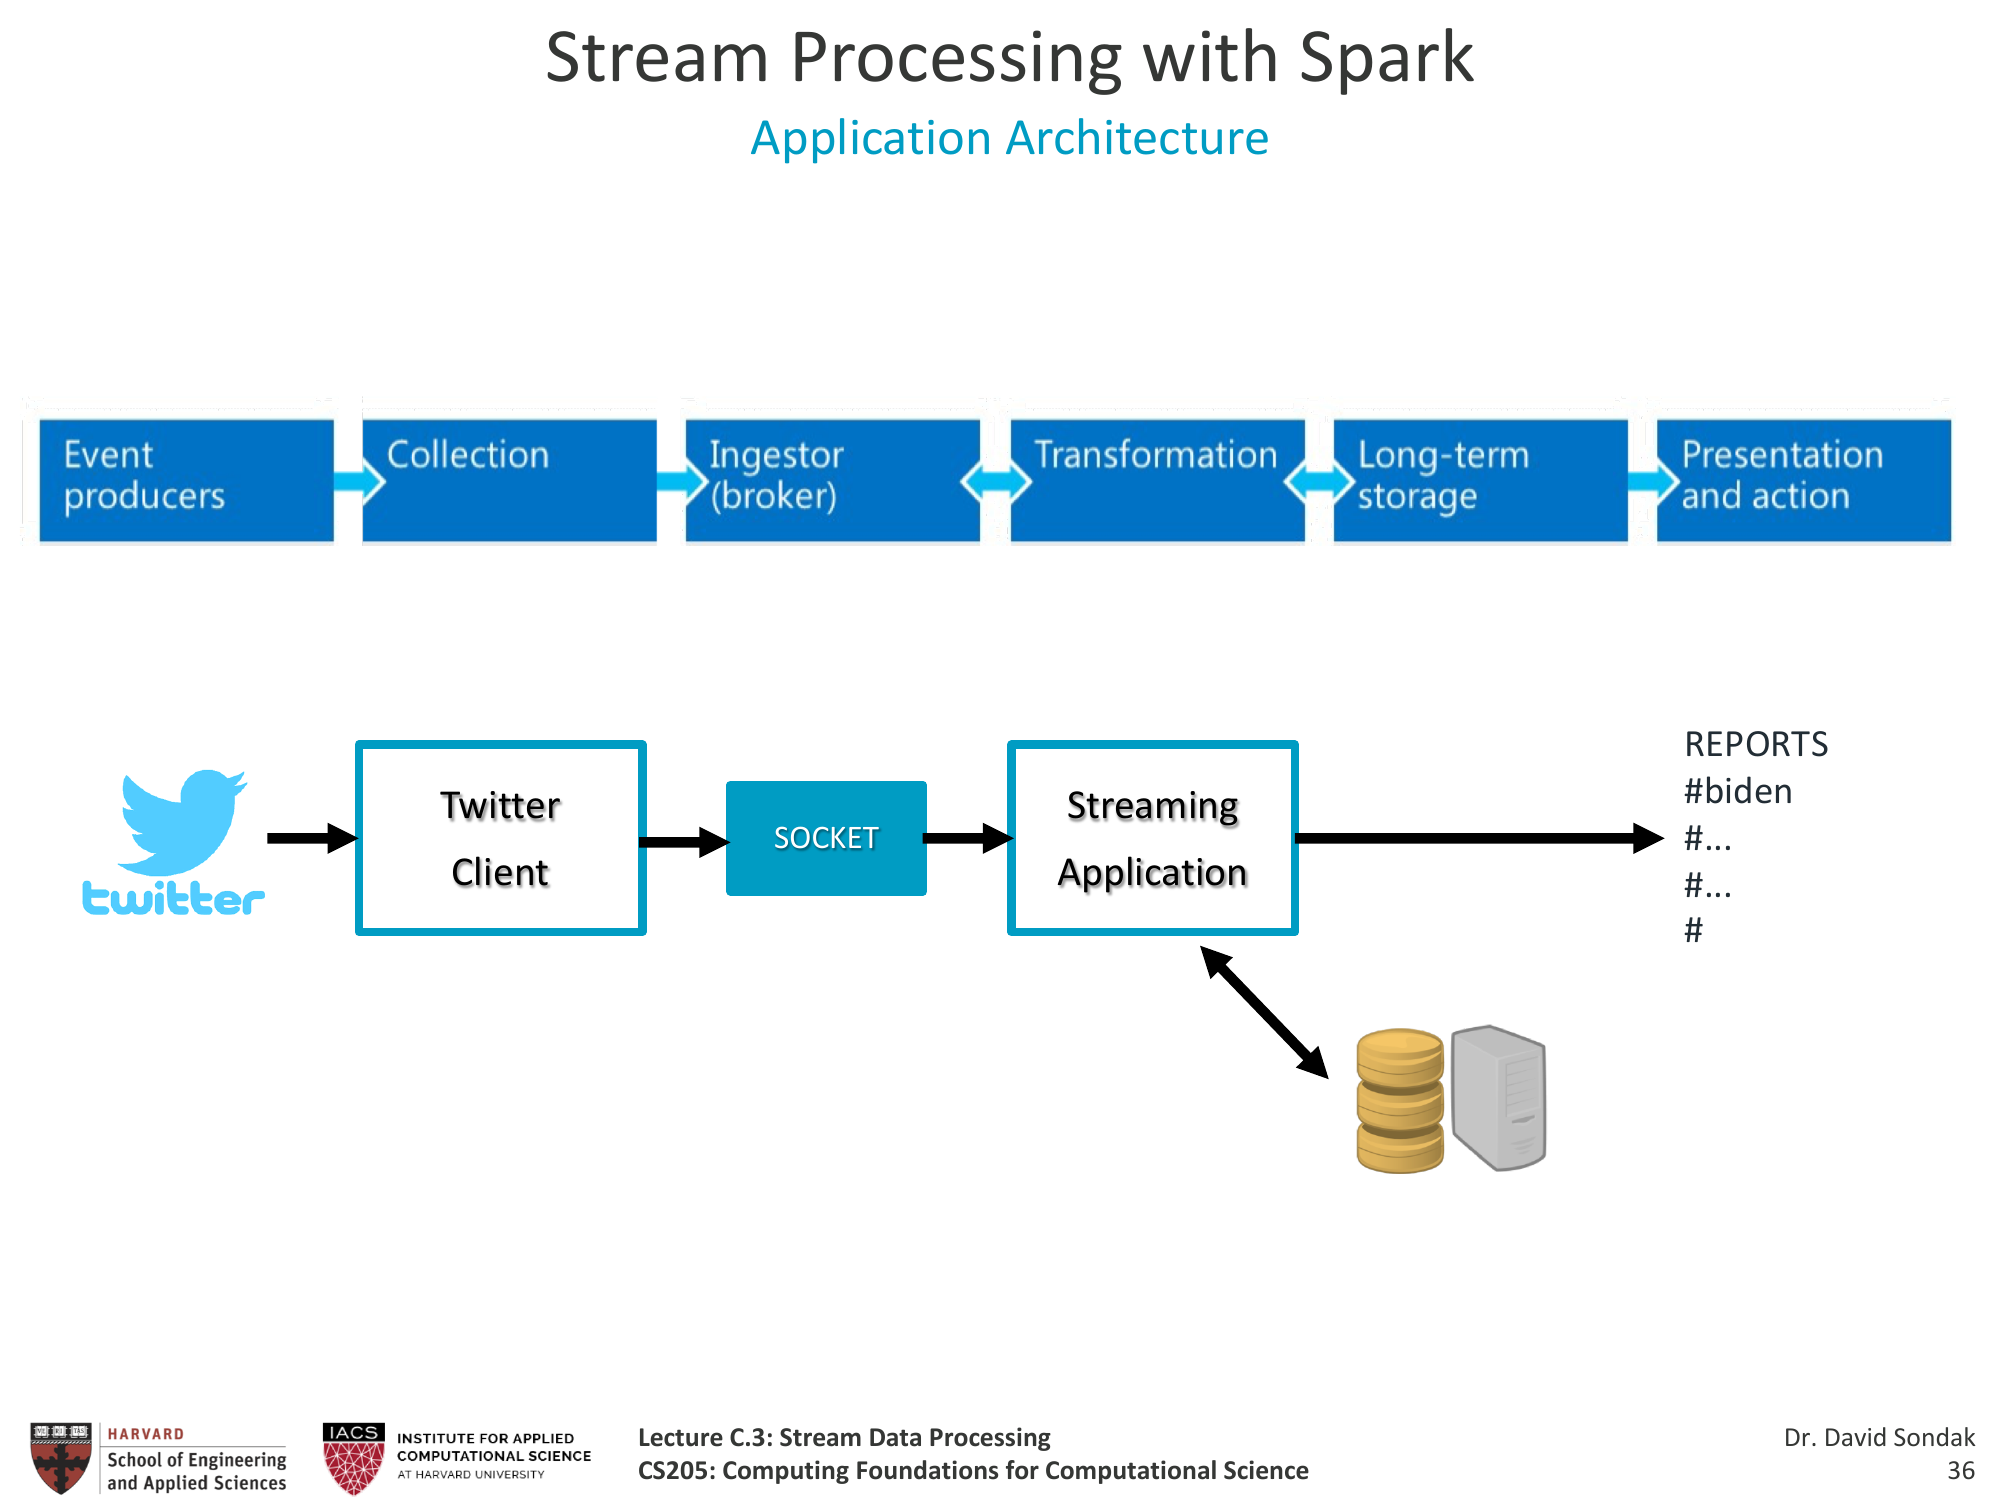 Stream Processing with Spark
Application Architecture
Event
producers
Collection
Ingestor
(broker)
Transformation
Long-term
storage
Presentation
and action
twitter
Twitter
Client
SOCKET
Streaming
Application
REPORTS
#biden
#...
#...
#
HARVARD
School of Engineering
and Applied Sciences
IACS
INSTITUTE FOR APPLIED
COMPUTATIONAL SCIENCE
AT HARVARD UNIVERSITY
Lecture C.3: Stream Data Processing
CS205: Computing Foundations for Computational Science
Dr. David Sondak
36